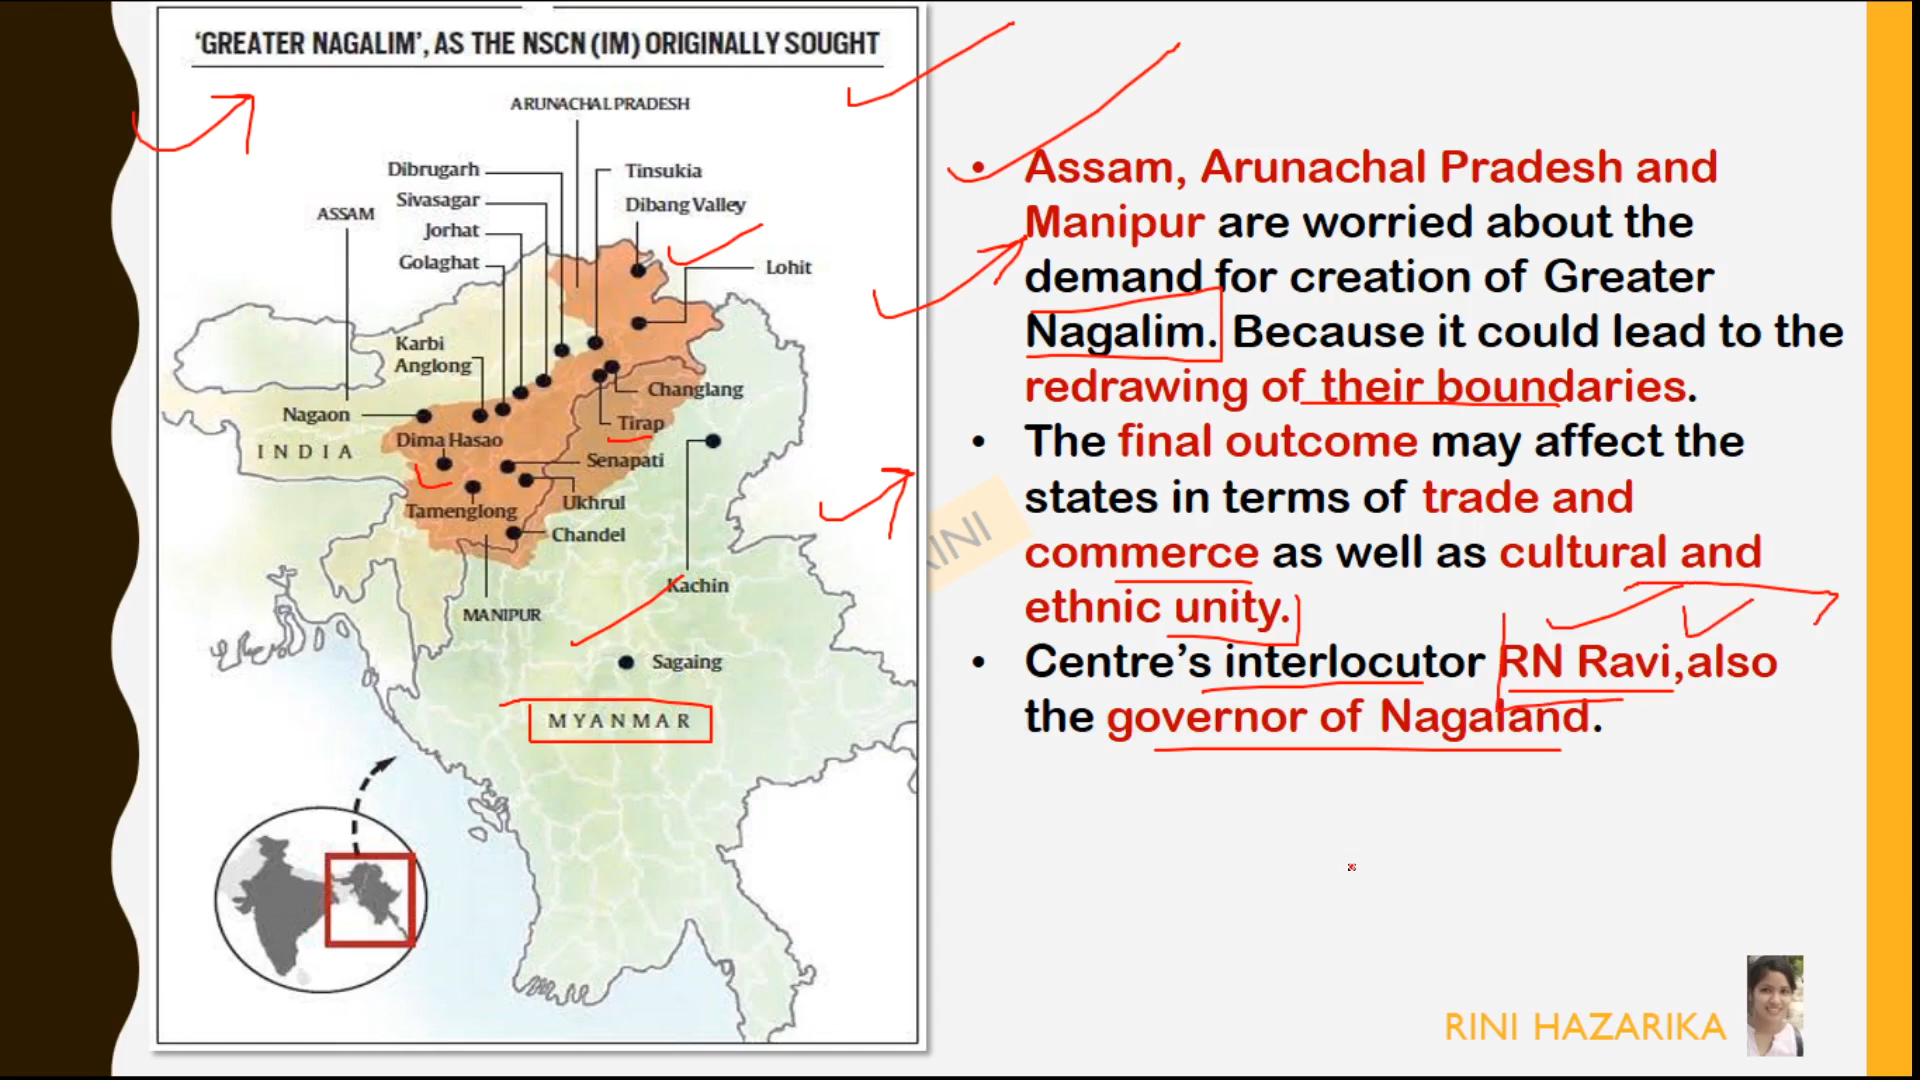 'GREATER NAGALIM', AS THE NSCN (IM) ORIGINALLY SOUGHT
ARUNACHAL PRADESH
Dibrugarh
Tinsukia
Sivasagar
Dibang Valley
ASSAM
Jorhat
Golaghat
Lohit
Karbi
Anglong
Changlang
Nagaon
Tirap
Dima Hasao
INDIA
Senapati
Ukhrul
Tamenglong
Chandel
Kachin
MANIPUR
Sagaing
MYANMAR
• Assam, Arunachal Pradesh and
Manipur are worried about the
demand for creation of Greater
Nagalim. Because it could lead to the
redrawing of their boundaries.
• The final outcome may affect the
states in terms of trade and
commerce as well as cultural and
ethnic unity.
• Centre's interlocutor RN Ravi,also
the governor of Nagaland.
RINI
RINI HAZARIKA